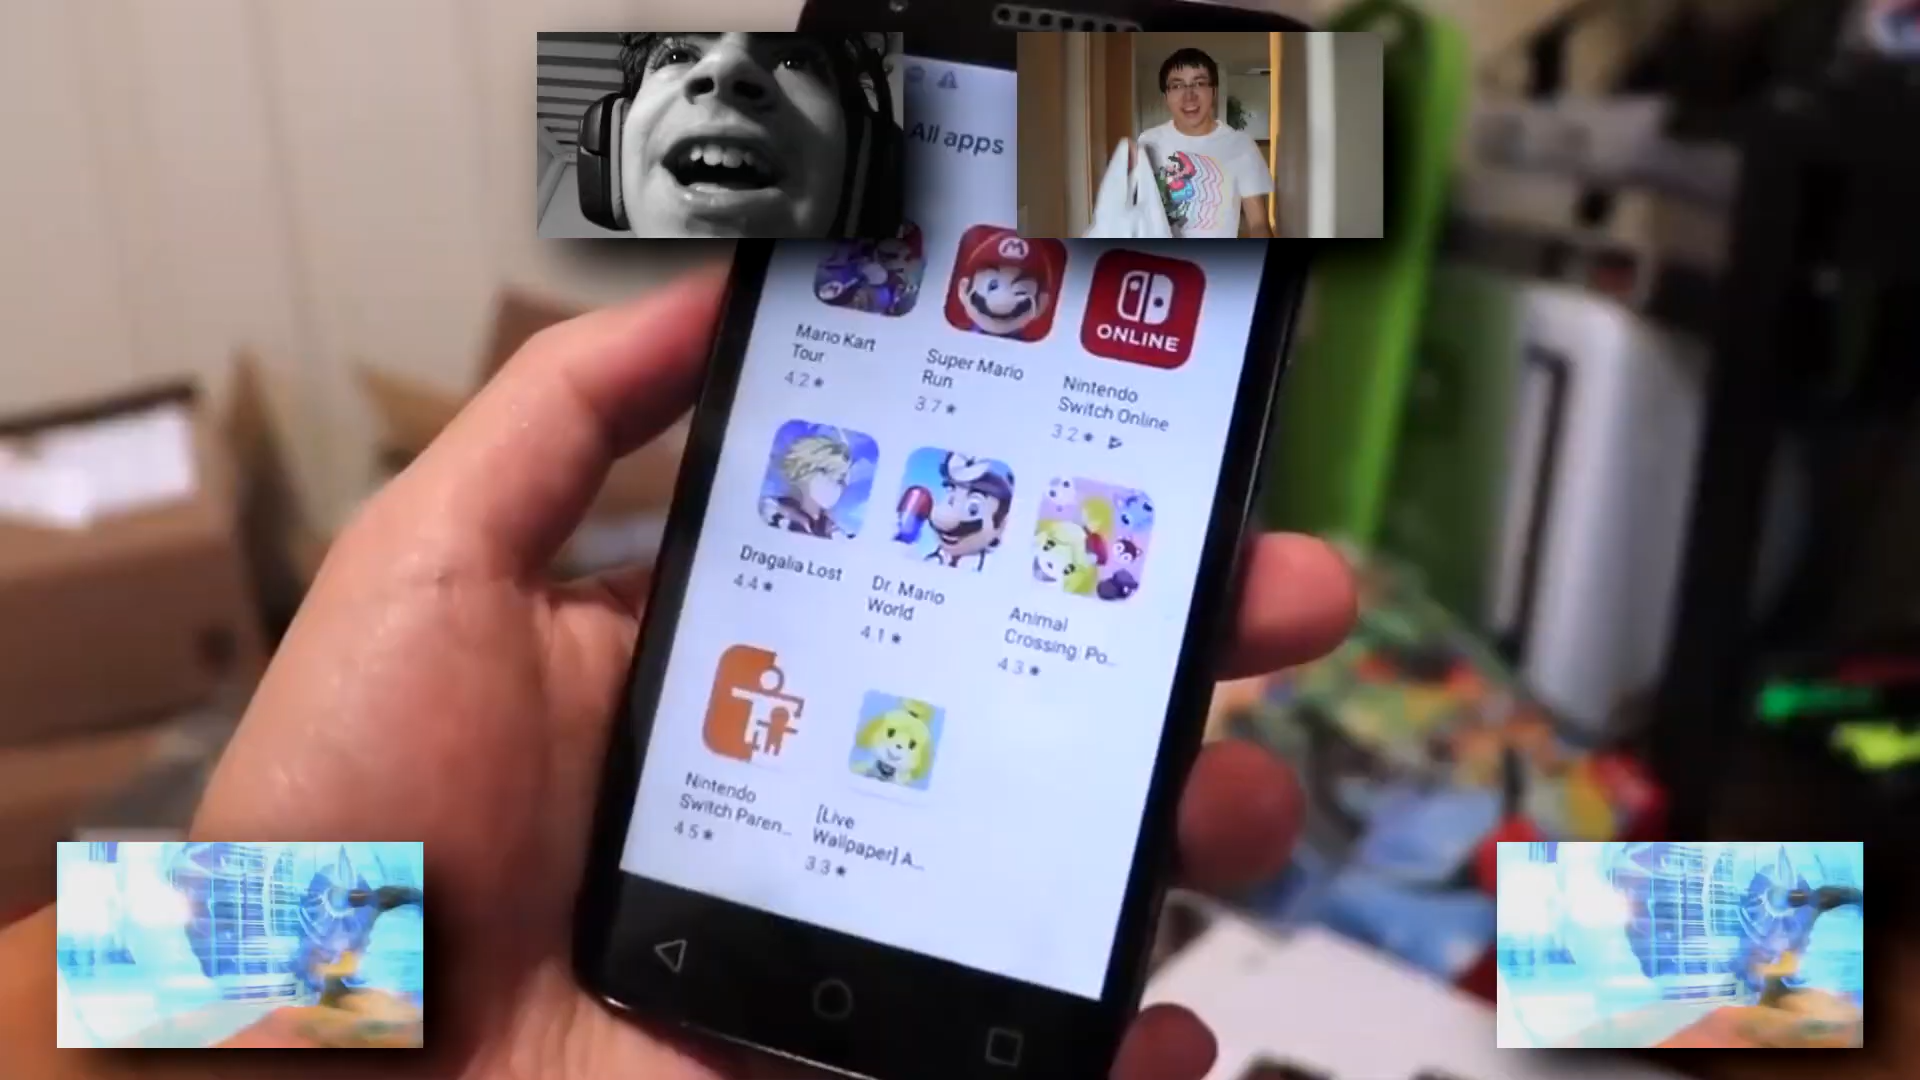 All apps
Mario Kart
Tour
4.2★
Super Mario
Run
3.7★
ONLINE
Nintendo
Switch Online
3.2★
Dragalia Lost
4.4★
Dr. Mario
World
4.1★
Animal
Crossing: Po...
4.3★
Nintendo
Switch Paren...
4.5★
[Live
Wallpaper] A...
3.3★
M